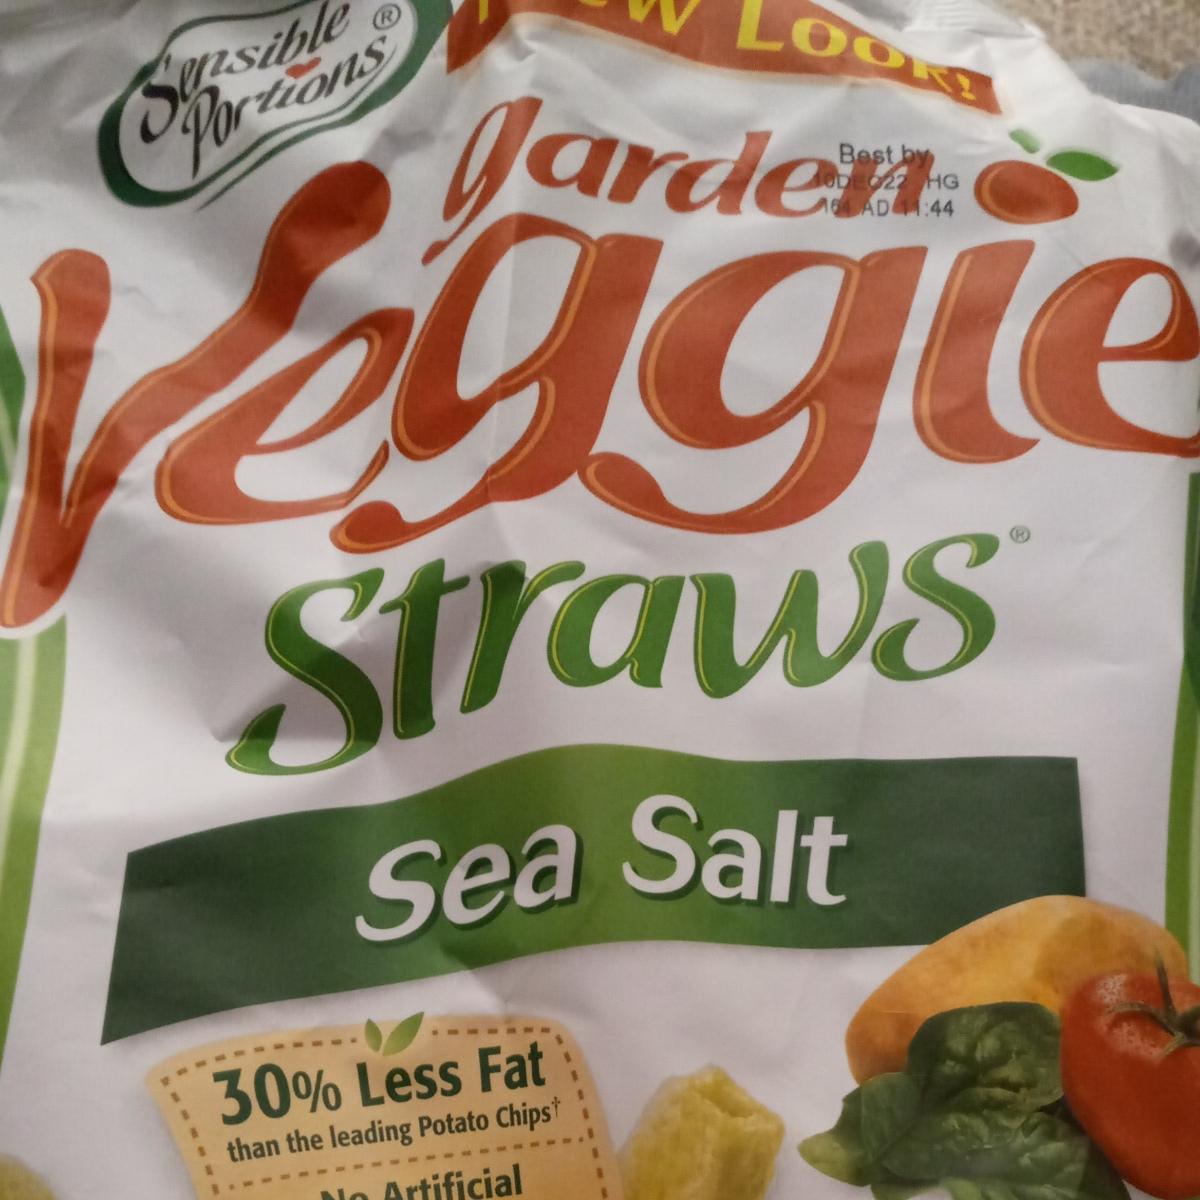 Sensible
Portions®
New Look!
garden
Best by
10DEC22 HG
164 AD 11:44
Veggie
Straws®
Sea Salt
30% Less Fat
than the leading Potato Chips†
No Artificial